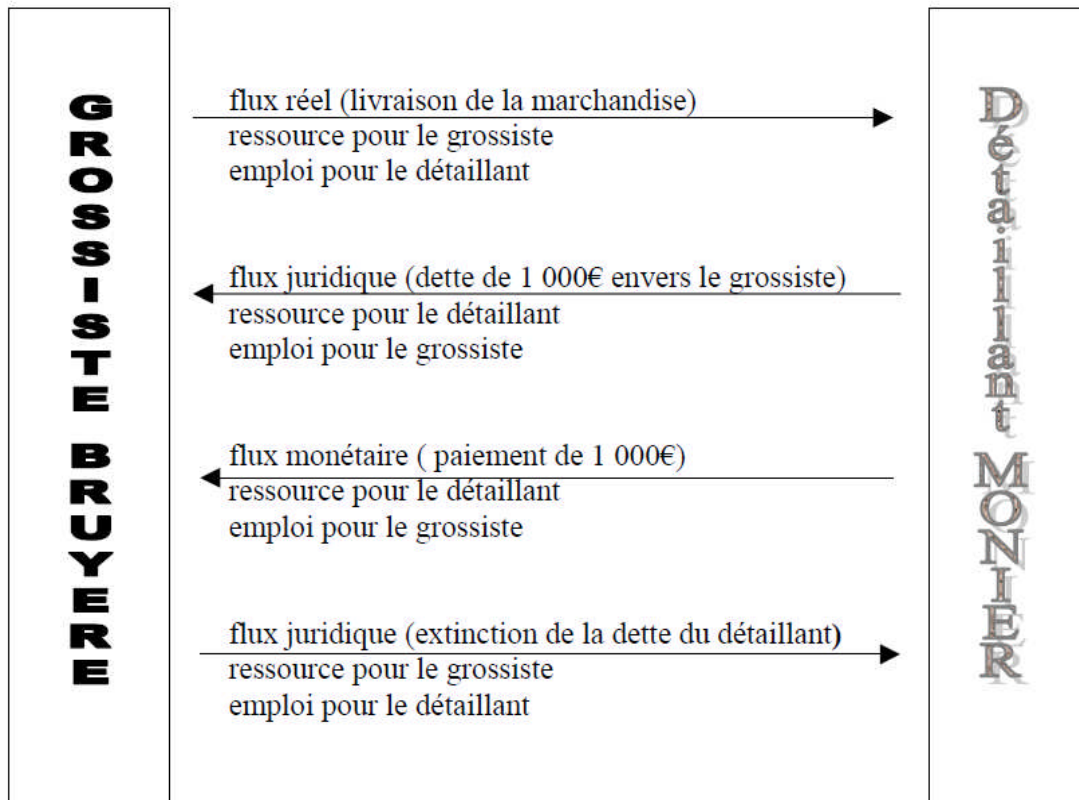 GROSSISTE BRUYERE
flux réel (livraison de la marchandise)
ressource pour le grossiste
emploi pour le détaillant
flux juridique (dette de 1 000€ envers le grossiste)
ressource pour le détaillant
emploi pour le grossiste
flux monétaire ( paiement de 1 000€)
ressource pour le détaillant
emploi pour le grossiste
flux juridique (extinction de la dette du détaillant)
ressource pour le grossiste
emploi pour le détaillant
Détaillant MONIER